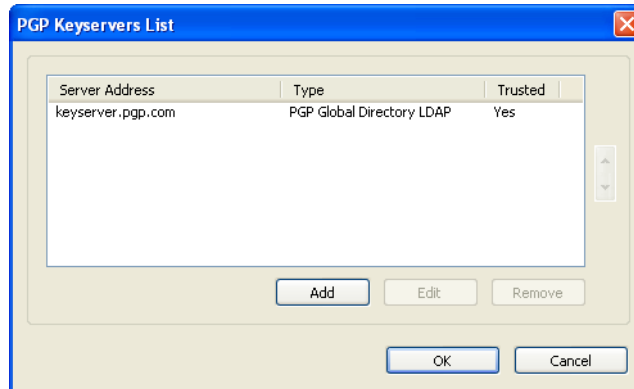 PGP Keyservers List
Server Address Type Trusted
keyserver.pgp.com PGP Global Directory LDAP Yes
Add Edit Remove
OK Cancel